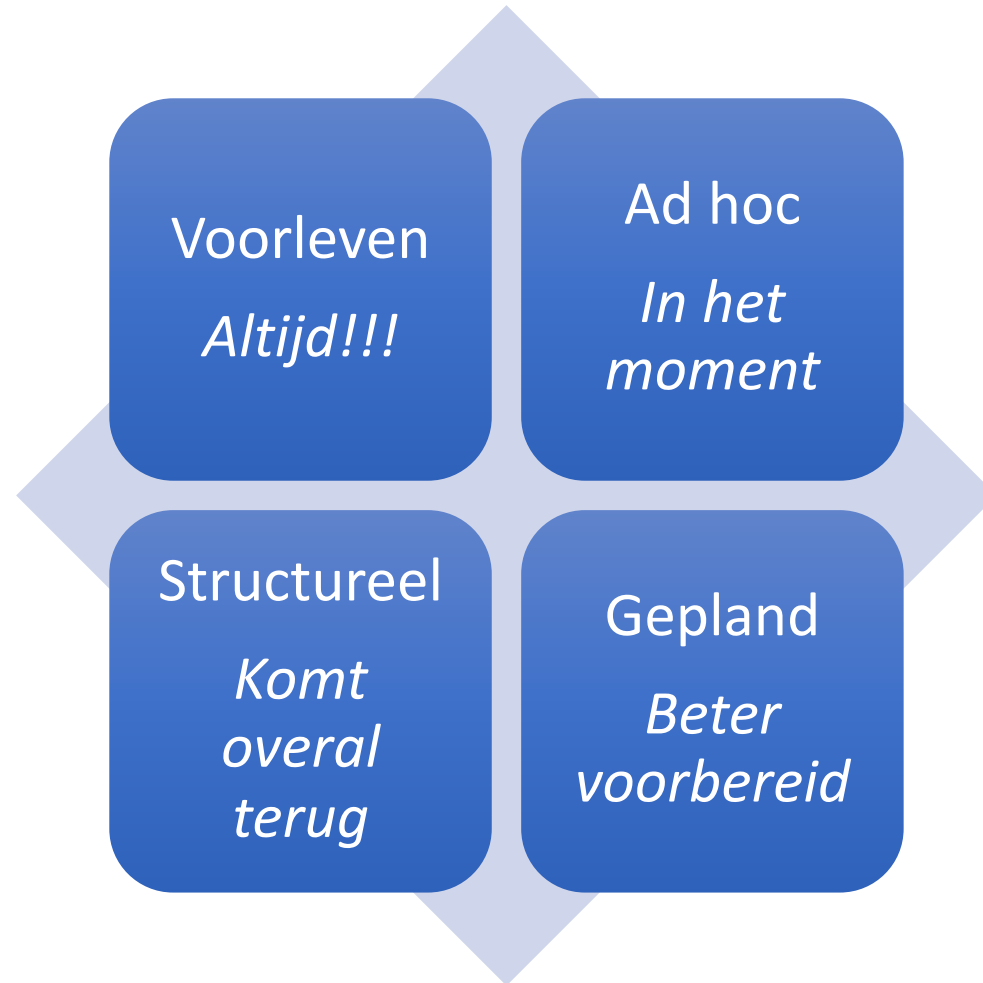 Voorleven
Altijd!!!
Ad hoc
In het
moment
Structureel
Komt
overal
terug
Gepland
Beter
voorbereid